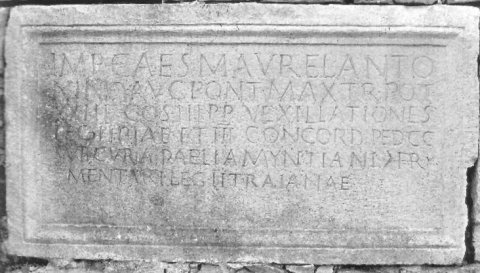 IMP CAES M AVREL ANTO
NINO AVG PONT MAX TR POT
COS III P P VEXILLATIONES
LEG II ITAL ET III CONCORD PED CC
SVB CVRA P AELI AMYNTIANI > FRV
MENTARI LEG II TRAIANAE